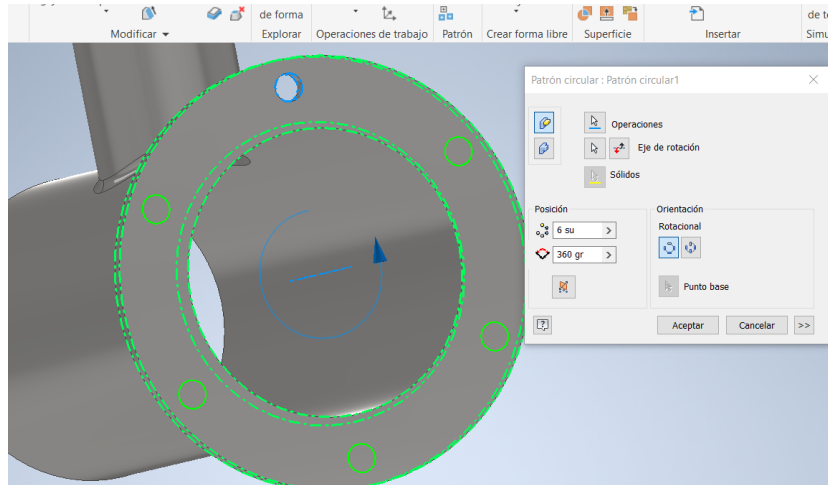 de forma
de te
Modificar
Explorar
Operaciones de trabajo
Patrón
Crear forma libre
Superficie
Insertar
Simu
Patrón circular : Patrón circular1
Operaciones
Eje de rotación
Sólidos
Posición
Orientación
6 su
>
Rotacional
360 gr
>
Punto base
?
Aceptar
Cancelar
>>